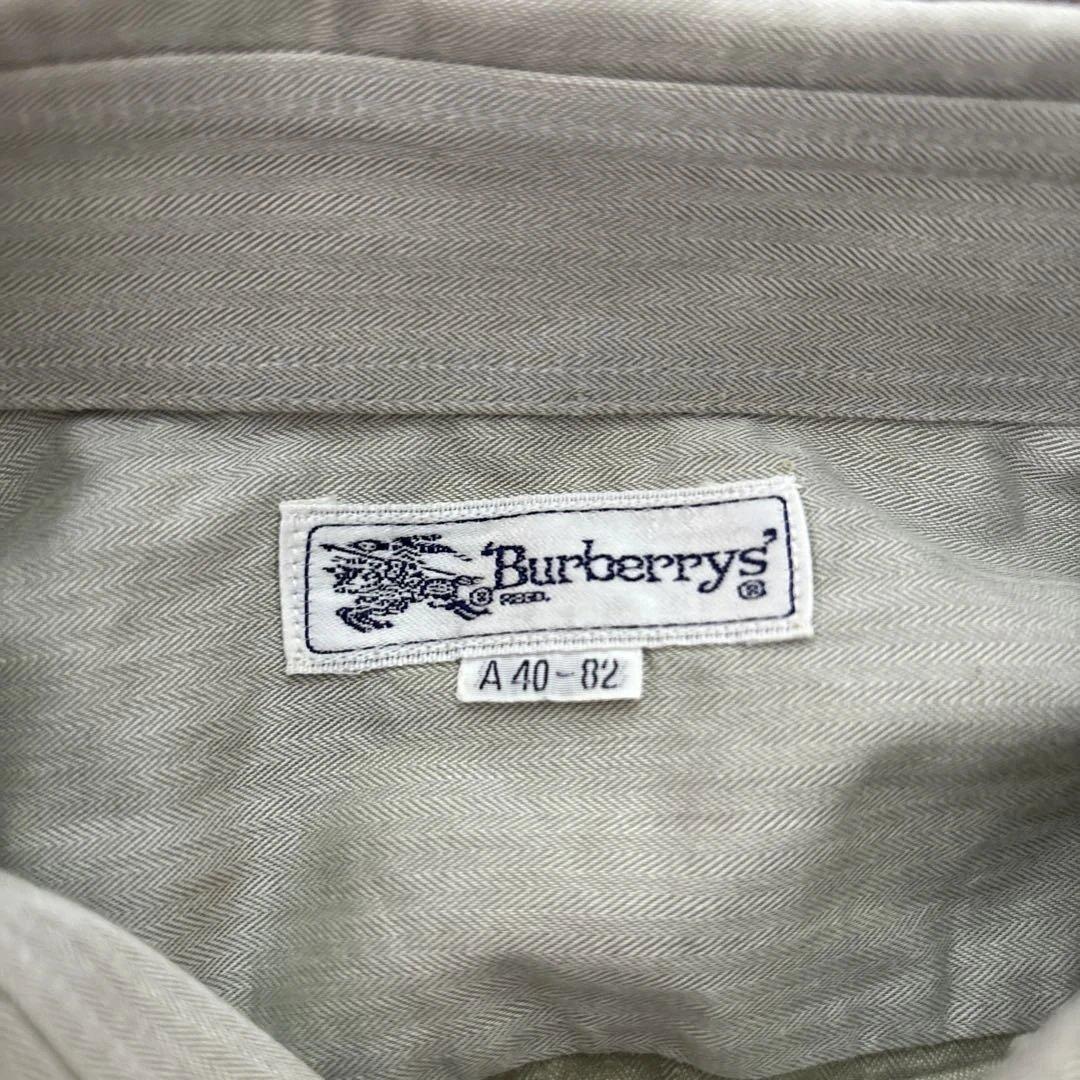 'Burberrys'
® REGD. ®
A 40-82